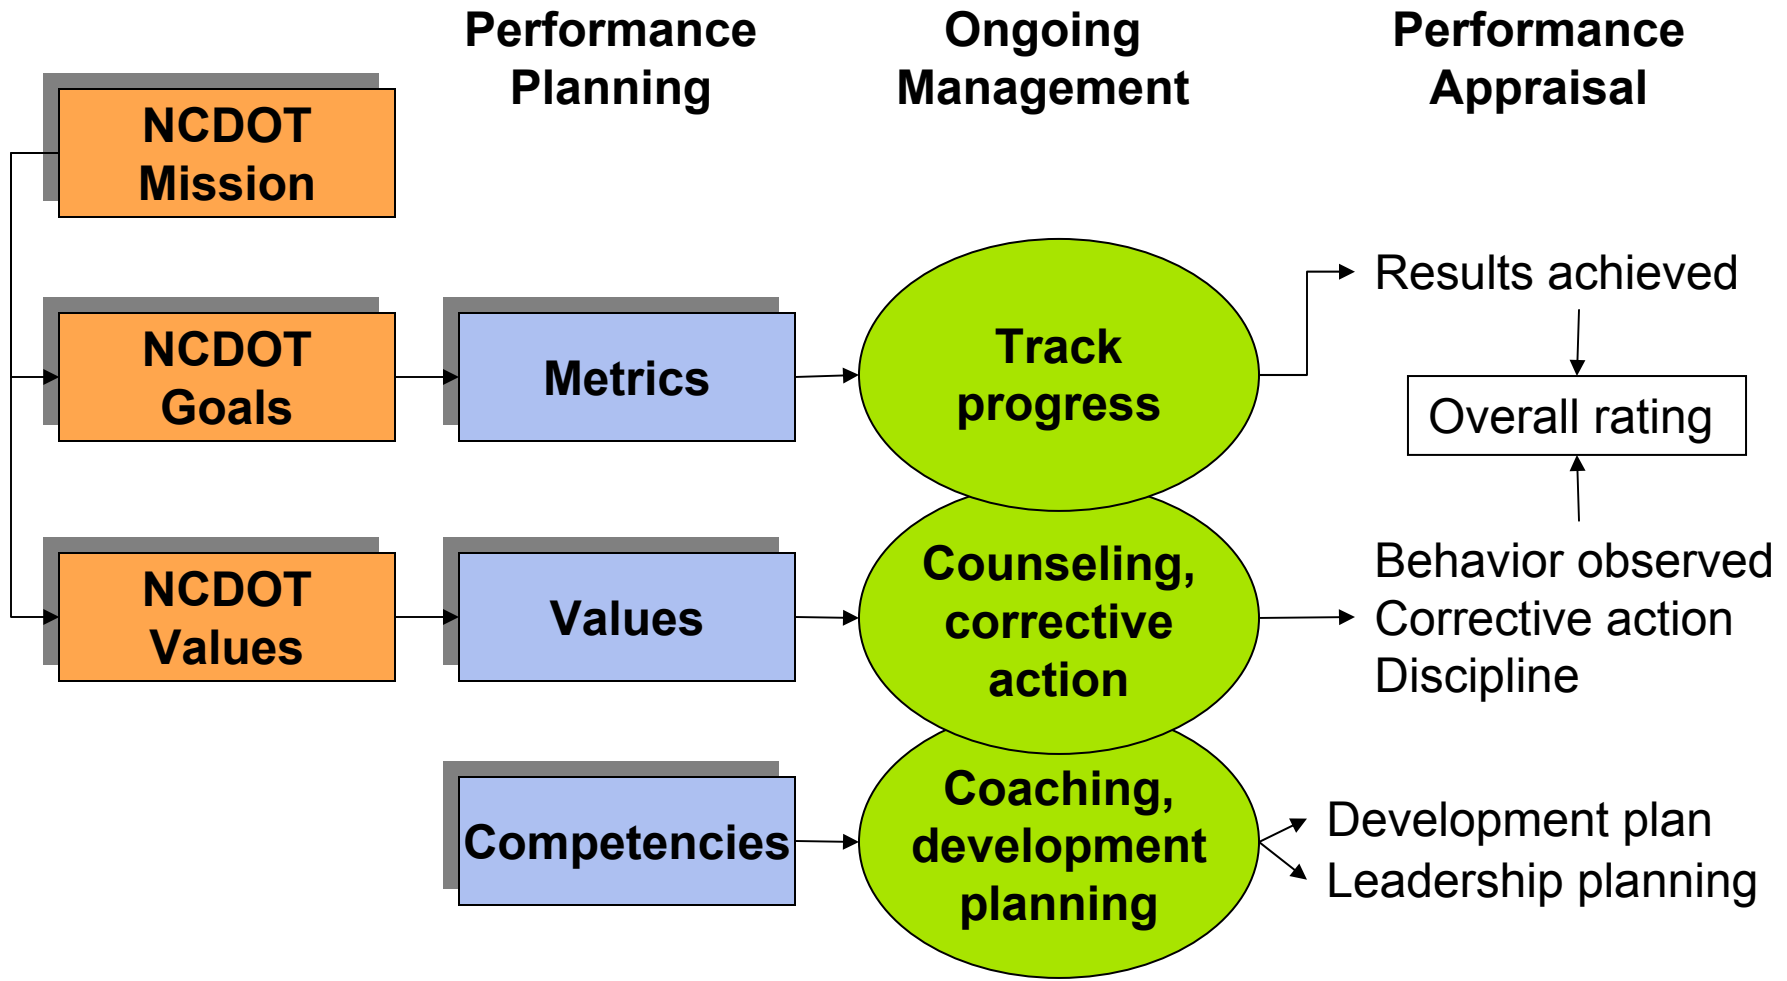 Performance
Planning
Ongoing
Management
Performance
Appraisal
NCDOT
Mission
NCDOT
Goals
Metrics
Track
progress
Results achieved
Overall rating
NCDOT
Values
Values
Counseling,
corrective
action
Behavior observed
Corrective action
Discipline
Competencies
Coaching,
development
planning
Development plan
Leadership planning